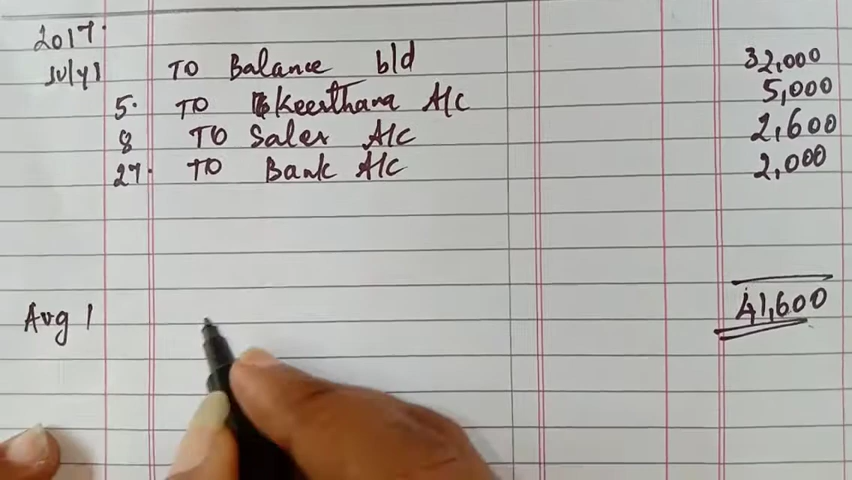 2017.
July 1 TO Balance b/d 32,000
5. TO Keerthana A/C 5,000
8 TO Sales A/C 2,600
27. TO Bank A/C 2,000
41,600
Aug 1